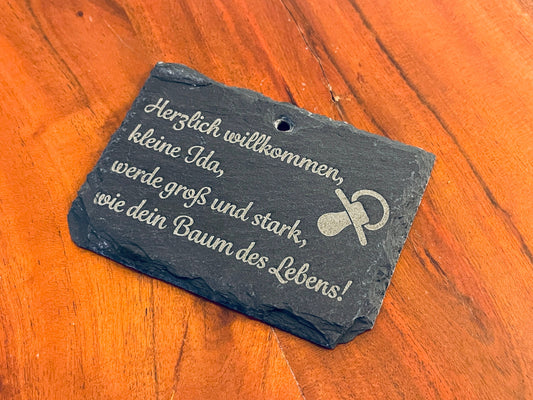 Herzlich willkommen,
kleine Ida,
werde groß und stark,
wie dein Baum des Lebens!